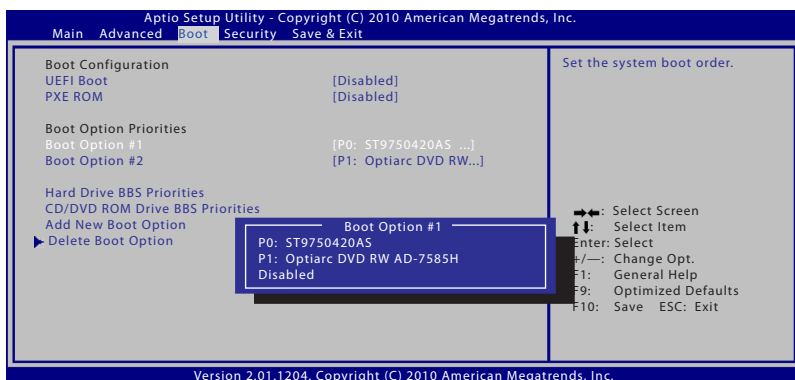 Aptio Setup Utility - Copyright (C) 2010 American Megatrends, Inc.
Main Advanced Boot Security Save & Exit
Boot Configuration
UEFI Boot [Disabled]
PXE ROM [Disabled]
Boot Option Priorities
Boot Option #1 [P0: ST9750420AS ...]
Boot Option #2 [P1: Optiarc DVD RW...]
Hard Drive BBS Priorities
CD/DVD ROM Drive BBS Priorities
Add New Boot Option
Delete Boot Option
Boot Option #1
P0: ST9750420AS
P1: Optiarc DVD RW AD-7585H
Disabled
Set the system boot order.
→←: Select Screen
↑↓: Select Item
Enter: Select
+/—: Change Opt.
F1: General Help
F9: Optimized Defaults
F10: Save ESC: Exit
Version 2.01.1204. Copyright (C) 2010 American Megatrends, Inc.